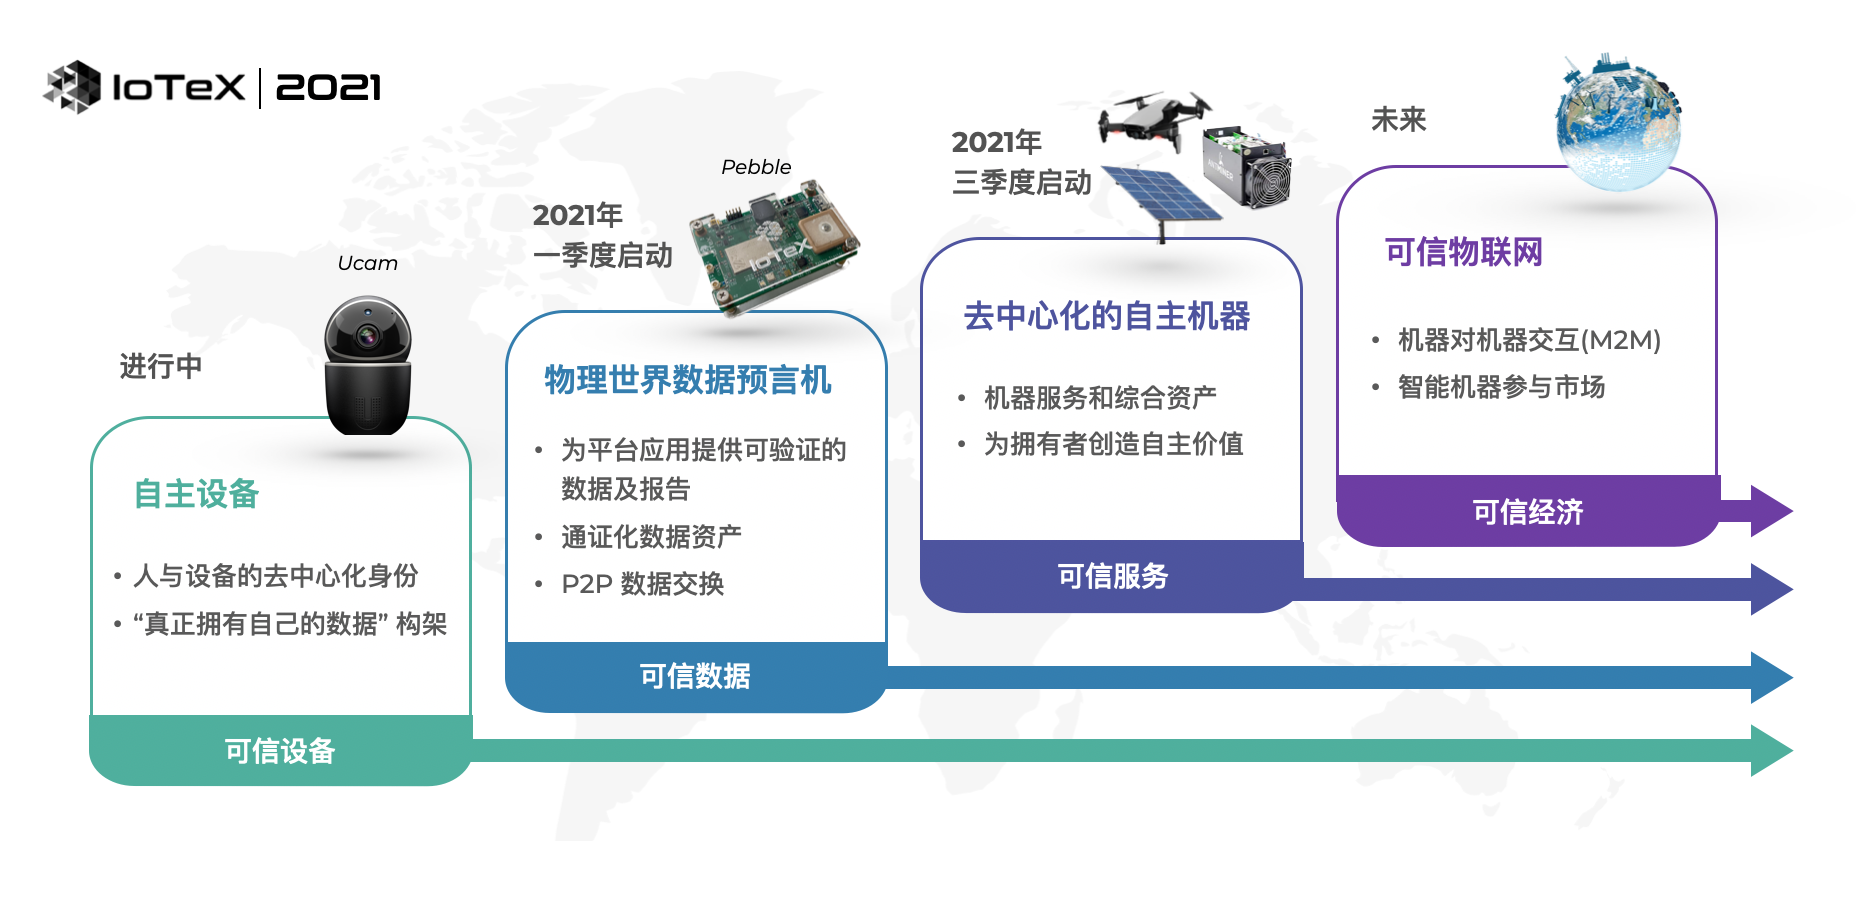 IoTeX | 2021
进行中
Ucam
自主设备
• 人与设备的去中心化身份
• “真正拥有自己的数据” 构架
可信设备
2021年
一季度启动
Pebble
IoTeX
物理世界数据预言机
• 为平台应用提供可验证的
数据及报告
• 通证化数据资产
• P2P 数据交换
可信数据
2021年
三季度启动
ANTMINER
去中心化的自主机器
• 机器服务和综合资产
• 为拥有者创造自主价值
可信服务
未来
可信物联网
• 机器对机器交互(M2M)
• 智能机器参与市场
可信经济